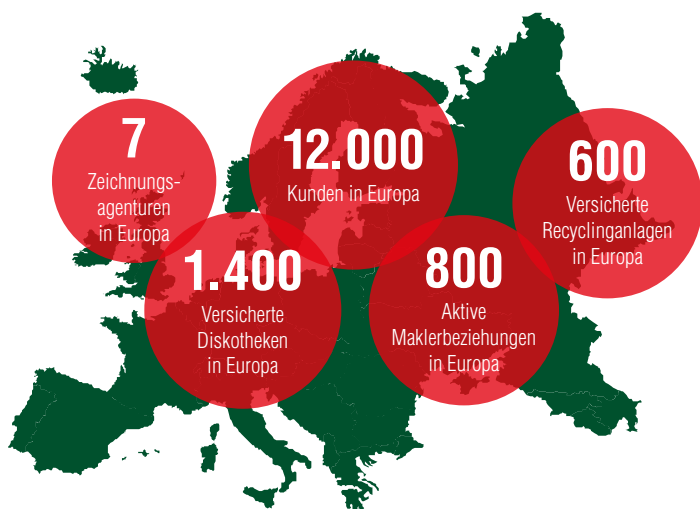 7
Zeichnungs-
agenturen
in Europa
12.000
Kunden in Europa
600
Versicherte
Recyclinganlagen
in Europa
1.400
Versicherte
Diskotheken
in Europa
800
Aktive
Maklerbeziehungen
in Europa